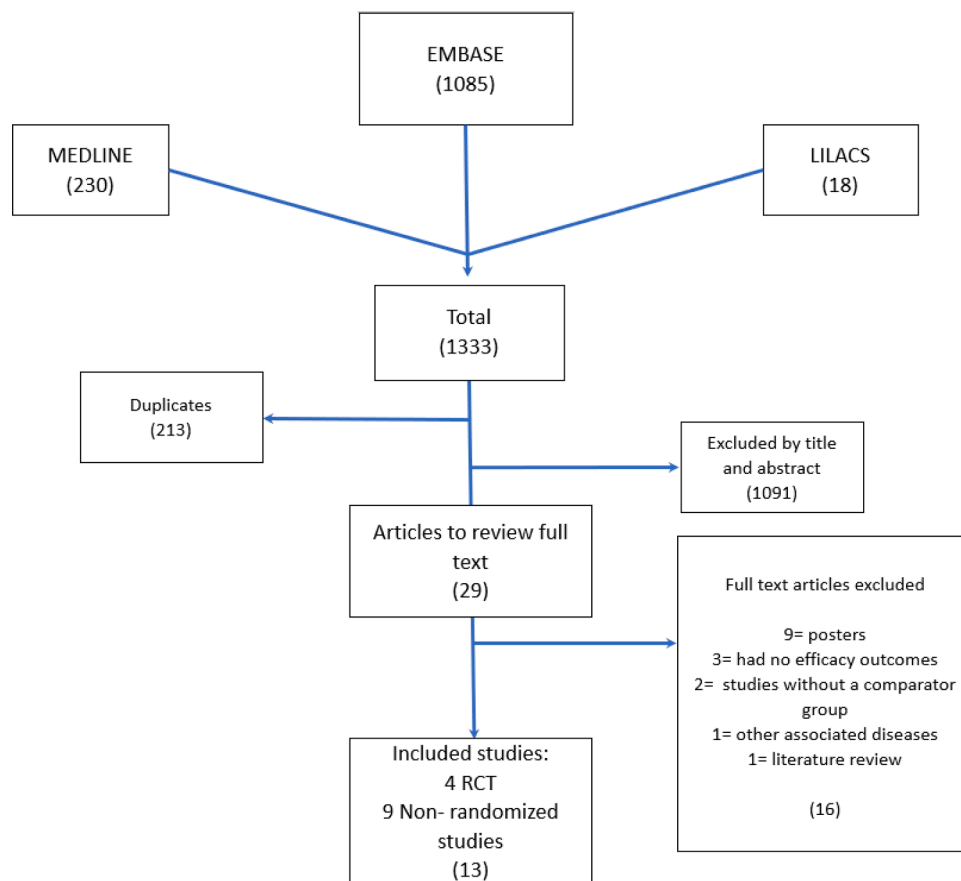 EMBASE
(1085)
MEDLINE
(230)
LILACS
(18)
Total
(1333)
Duplicates
(213)
Excluded by title
and abstract
(1091)
Articles to review full
text
(29)
Full text articles excluded
9= posters
3= had no efficacy outcomes
2=  studies without a comparator
group
1= other associated diseases
1= literature review
(16)
Included studies:
4 RCT
9 Non- randomized
studies
(13)